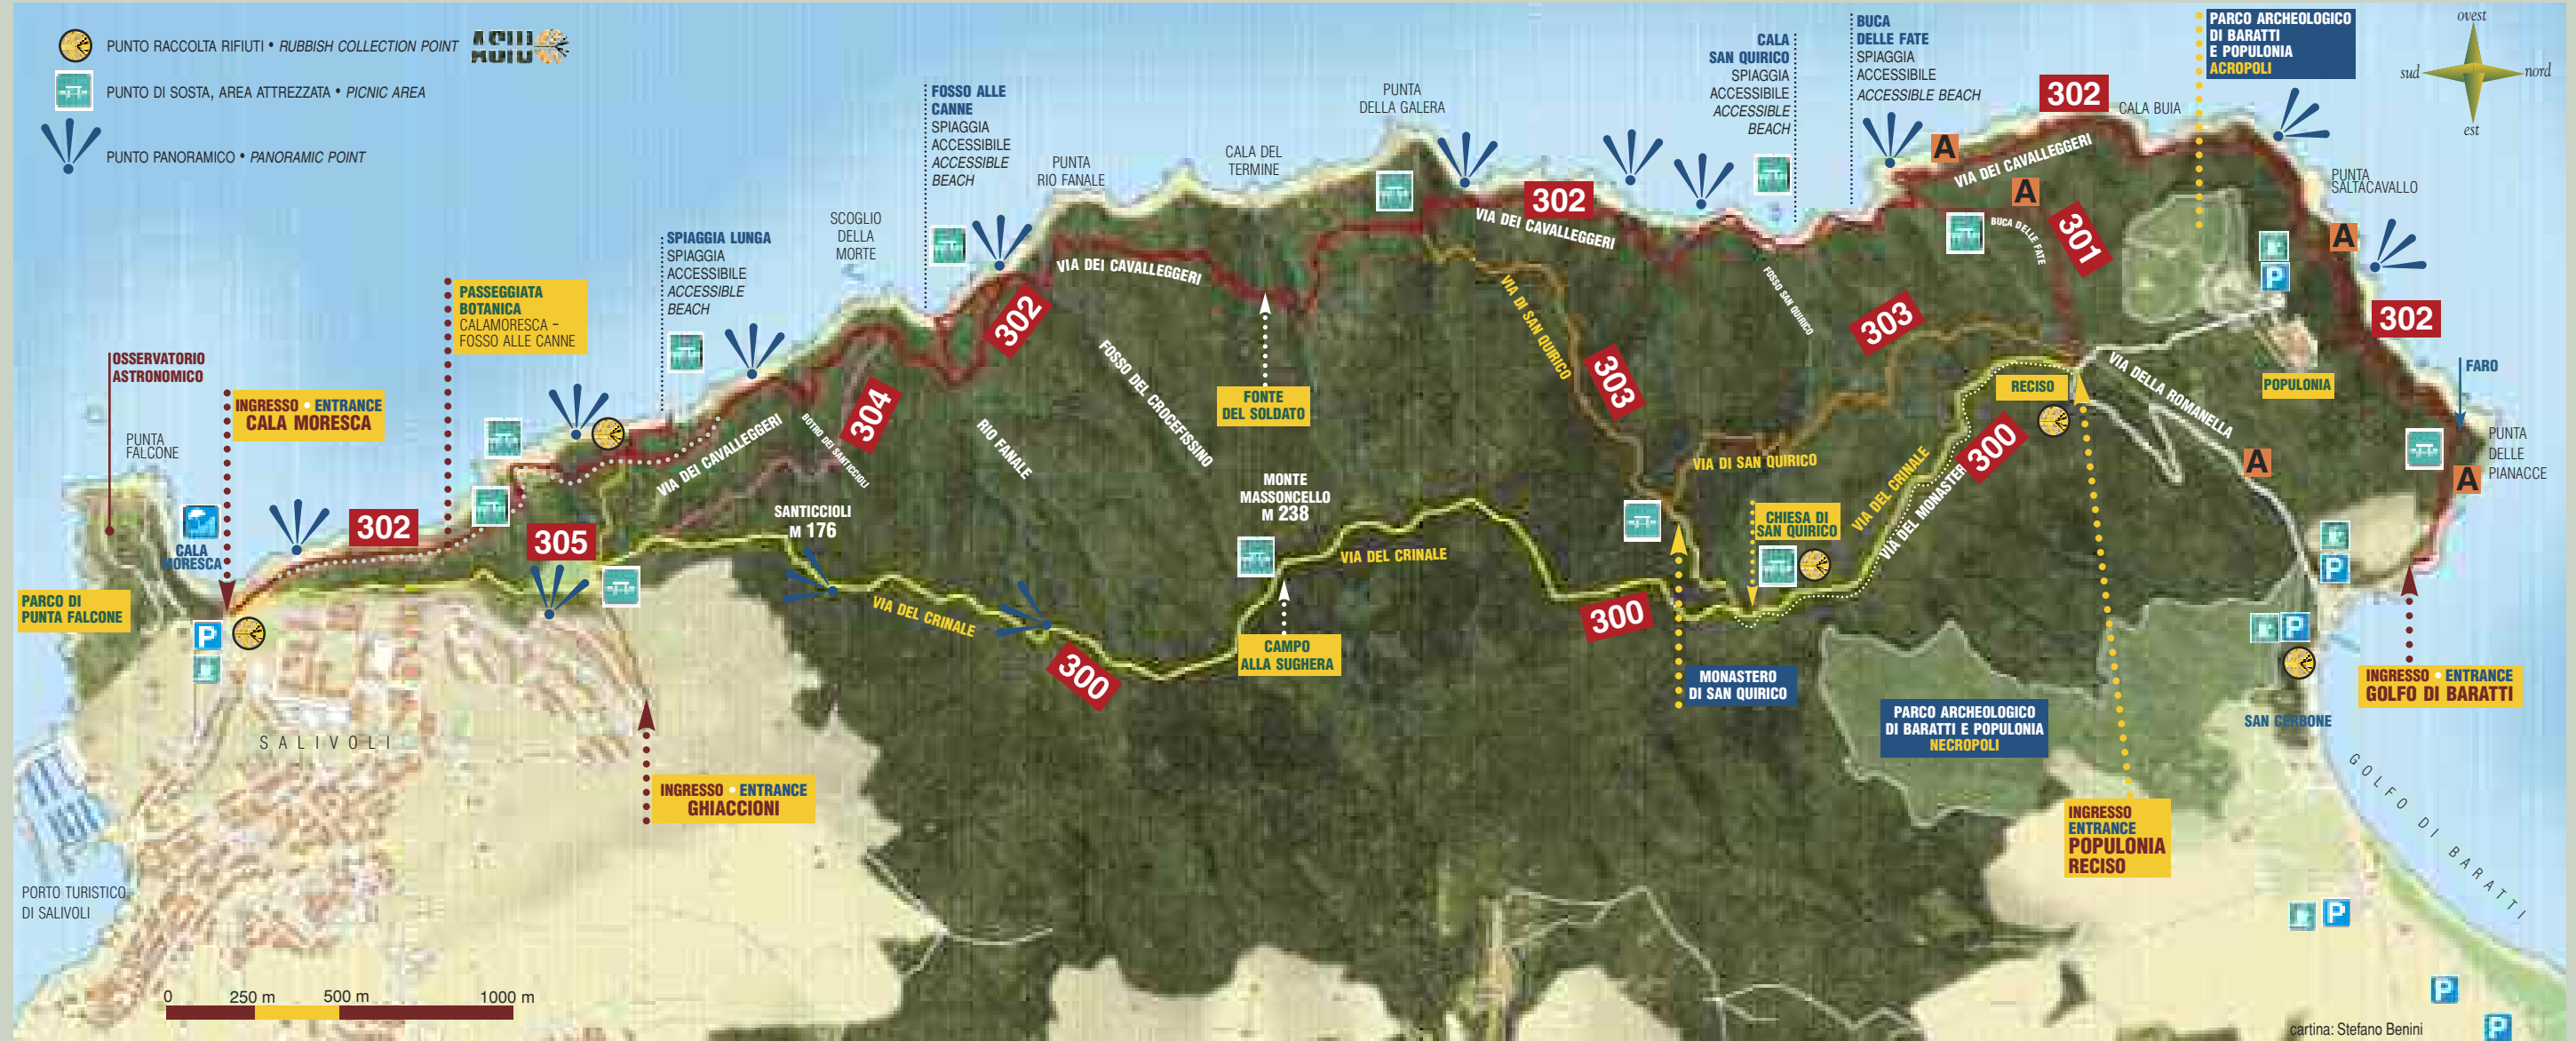 PUNTO RACCOLTA RIFIUTI • RUBBISH COLLECTION POINT
ASIU
PUNTO DI SOSTA, AREA ATTREZZATA • PICNIC AREA
PUNTO PANORAMICO • PANORAMIC POINT
OSSERVATORIO
ASTRONOMICO
PUNTA
FALCONE
INGRESSO • ENTRANCE
CALA MORESCA
CALA
MORESCA
PARCO DI
PUNTA FALCONE
P
302
PASSEGGIATA
BOTANICA
CALAMORESCA -
FOSSO ALLE CANNE
305
SPIAGGIA LUNGA
SPIAGGIA
ACCESSIBILE
ACCESSIBLE
BEACH
VIA DEI CAVALLEGGERI
BOTRO DEI SANTICCIOLI
304
SCOGLIO
DELLA
MORTE
SANTICCIOLI
M 176
FOSSO ALLE
CANNE
SPIAGGIA
ACCESSIBILE
ACCESSIBLE
BEACH
PUNTA
RIO FANALE
302
VIA DEI CAVALLEGGERI
RIO FANALE
FOSSO DEL CROCEFISSINO
CALA DEL
TERMINE
FONTE
DEL SOLDATO
PUNTA
DELLA GALERA
MONTE
MASSONCELLO
M 238
VIA DEL CRINALE
300
CAMPO
ALLA SUGHERA
VIA DEL CRINALE
302
VIA DEI CAVALLEGGERI
VIA DI SAN QUIRICO
303
VIA DI SAN QUIRICO
CALA
SAN QUIRICO
SPIAGGIA
ACCESSIBILE
ACCESSIBLE
BEACH
FOSSO SAN QUIRICO
BUCA
DELLE FATE
SPIAGGIA
ACCESSIBILE
ACCESSIBLE BEACH
A
VIA DEI CAVALLEGGERI
A
302
CALA BUIA
BUCA DELLE FATE
301
303
300
MONASTERO
DI SAN QUIRICO
CHIESA DI
SAN QUIRICO
VIA DEL CRINALE
VIA DEL MONASTER
300
RECISO
PARCO ARCHEOLOGICO
DI BARATTI
E POPULONIA
ACROPOLI
ovest
sud
nord
est
PUNTA
SALTACAVALLO
A
P
302
POPULONIA
VIA DELLA ROMANELLA
A
FARO
PUNTA
DELLE
PIANACCE
A
P
P
INGRESSO • ENTRANCE
GOLFO DI BARATTI
SAN CERBONE
GOLFO DI BARATTI
PARCO ARCHEOLOGICO
DI BARATTI E POPULONIA
NECROPOLI
INGRESSO
ENTRANCE
POPULONIA
RECISO
SALIVOLI
INGRESSO • ENTRANCE
GHIACCIONI
PORTO TURISTICO
DI SALIVOLI
0 250 m 500 m 1000 m
P
P
P
cartina: Stefano Benini